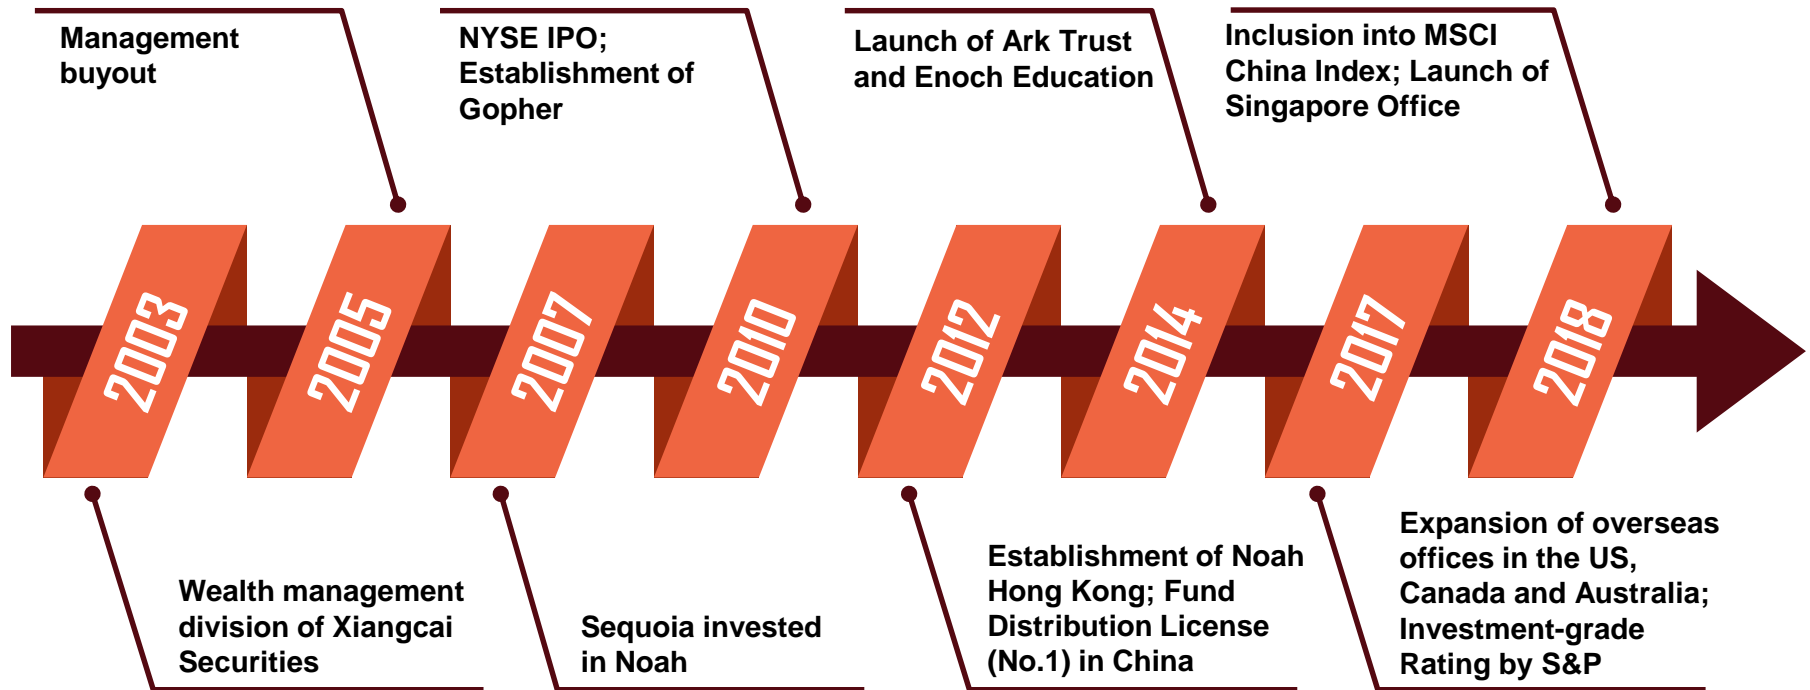 Management
buyout
NYSE IPO;
Establishment of
Gopher
Launch of Ark Trust
and Enoch Education
Inclusion into MSCI
China Index; Launch of
Singapore Office
2003
2005
2007
2010
2012
2014
2017
2018
Wealth management
division of Xiangcai
Securities
Sequoia invested
in Noah
Establishment of Noah
Hong Kong; Fund
Distribution License
(No.1) in China
Expansion of overseas
offices in the US,
Canada and Australia;
Investment-grade
Rating by S&P